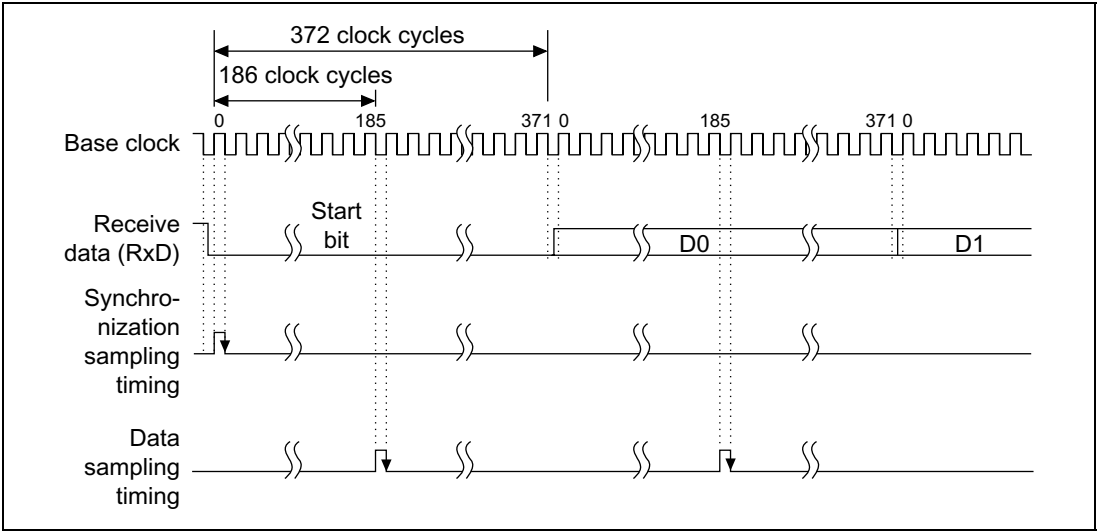 372 clock cycles
186 clock cycles
0 185 371 0 185 371 0
Base clock
Receive
data (RxD)
Start
bit
D0
D1
Synchro-
nization
sampling
timing
Data
sampling
timing